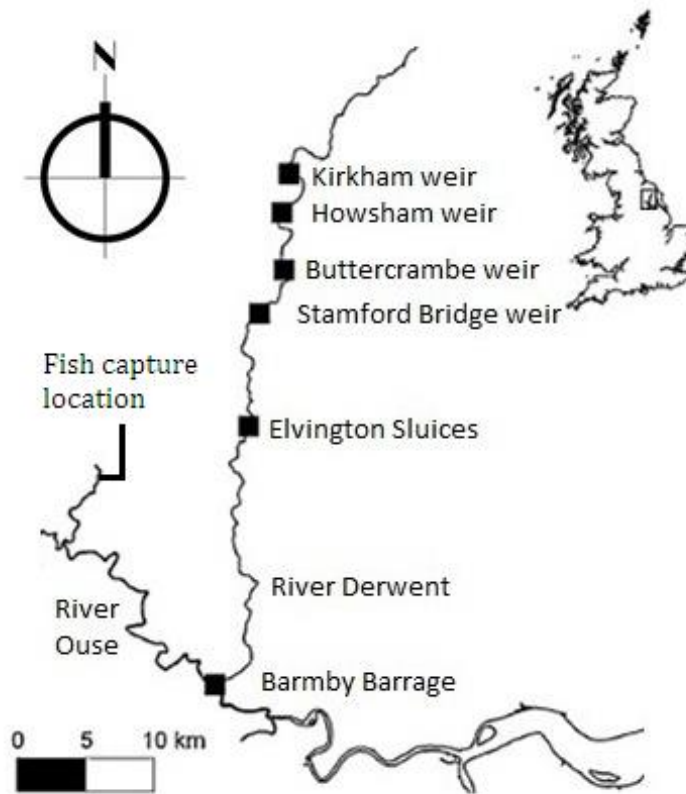 N
Kirkham weir
Howsham weir
Buttercrambe weir
Stamford Bridge weir
Fish capture
location
Elvington Sluices
River Derwent
River
Ouse
Barmby Barrage
0 5 10 km